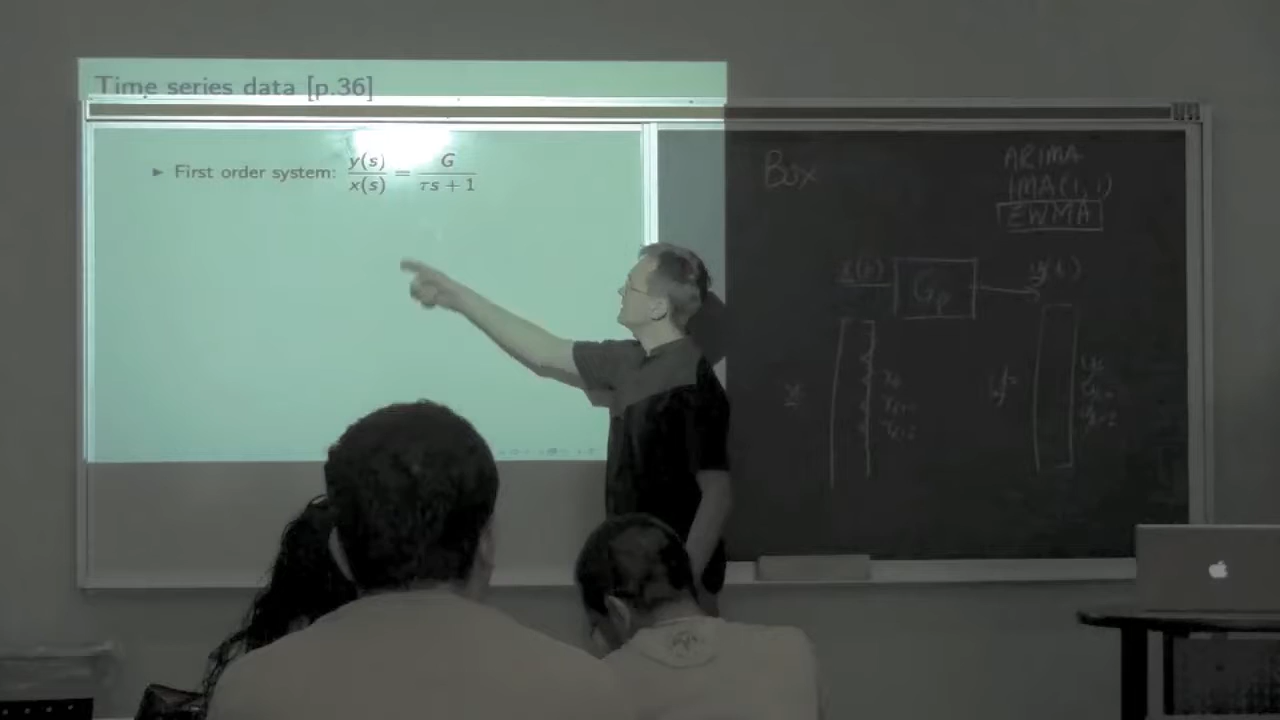 Time series data [p.36]
► First order system: y(s)/x(s) = G/(τs + 1)
Box
ARIMA
IMA(1,1)
EWMA
x(t)
Gp
y(t)
x
y=